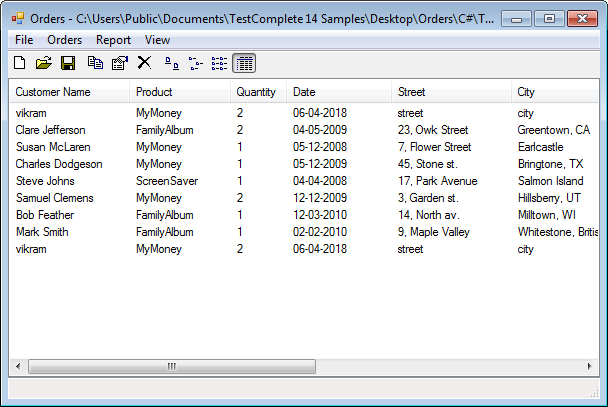 Orders - C:\Users\Public\Documents\TestComplete 14 Samples\Desktop\Orders\C#\T...
File Orders Report View
Customer Name Product Quantity Date Street City
vikram MyMoney 2 06-04-2018 street city
Clare Jefferson FamilyAlbum 2 04-05-2009 23, Owk Street Greentown, CA
Susan McLaren MyMoney 1 05-12-2008 7, Flower Street Earlcastle
Charles Dodgeson MyMoney 1 05-12-2009 45, Stone st. Bringtone, TX
Steve Johns ScreenSaver 1 04-04-2008 17, Park Avenue Salmon Island
Samuel Clemens MyMoney 2 12-12-2009 3, Garden st. Hillsberry, UT
Bob Feather FamilyAlbum 1 12-03-2010 14, North av. Milltown, WI
Mark Smith FamilyAlbum 1 02-02-2010 9, Maple Valley Whitestone, Britis
vikram MyMoney 2 06-04-2018 street city